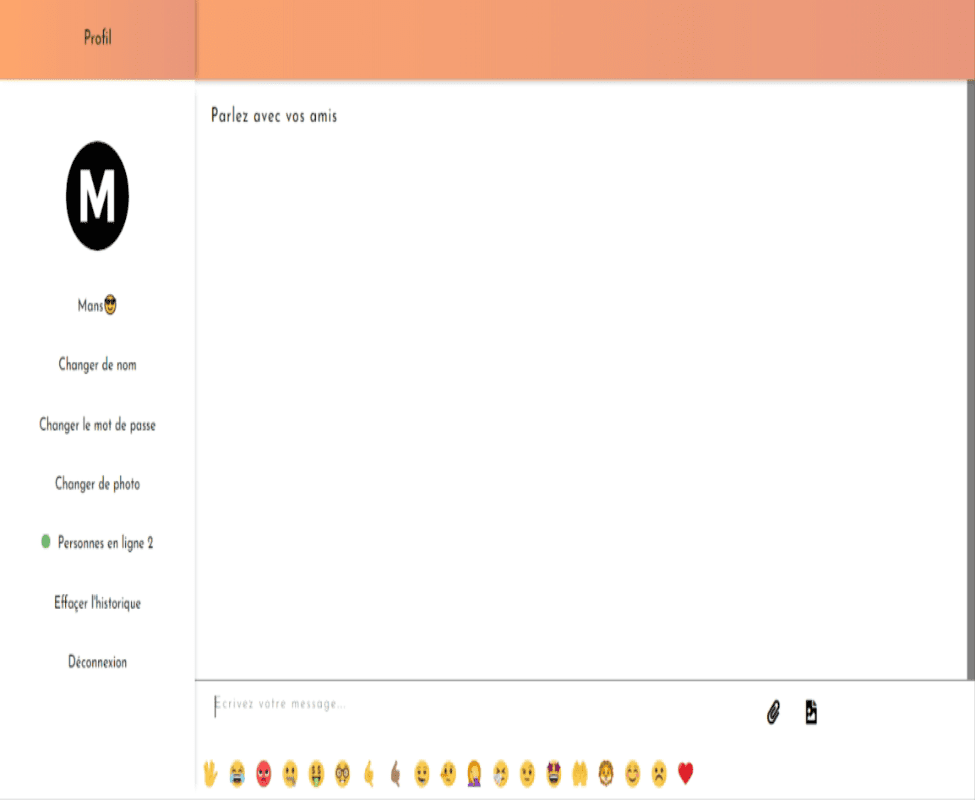 Profil
M
Mans😎
Changer de nom
Changer le mot de passe
Changer de photo
Personnes en ligne 2
Effaçer l'historique
Déconnexion
Parlez avec vos amis
Ecrivez votre message...